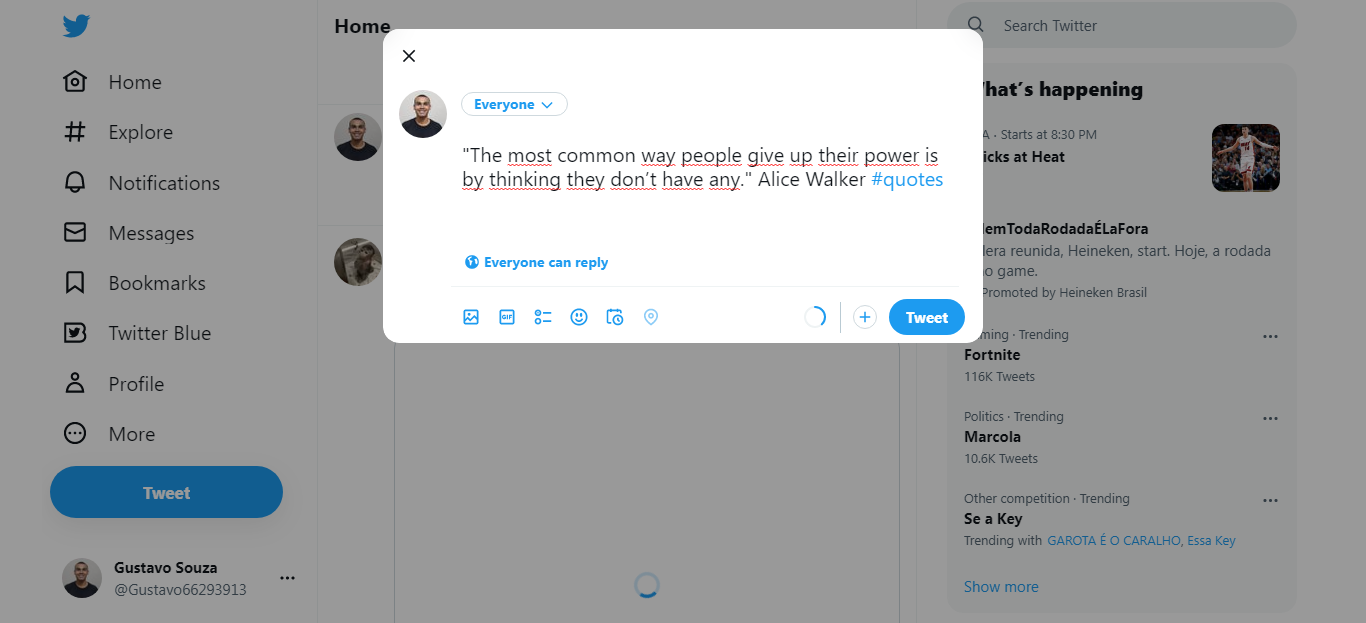 Home
Explore
Notifications
Messages
Bookmarks
Twitter Blue
Profile
More
Tweet
Gustavo Souza
@Gustavo66293913
Home
Everyone
"The most common way people give up their power is
by thinking they don't have any." Alice Walker #quotes
Everyone can reply
GIF
Tweet
Search Twitter
What's happening
A · Starts at 8:30 PM
icks at Heat
emTodaRodadaÉLaFora
era reunida, Heineken, start. Hoje, a rodada
no game.
Promoted by Heineken Brasil
ming · Trending
Fortnite
116K Tweets
Politics · Trending
Marcola
10.6K Tweets
Other competition · Trending
Se a Key
Trending with GAROTA É O CARALHO, Essa Key
Show more